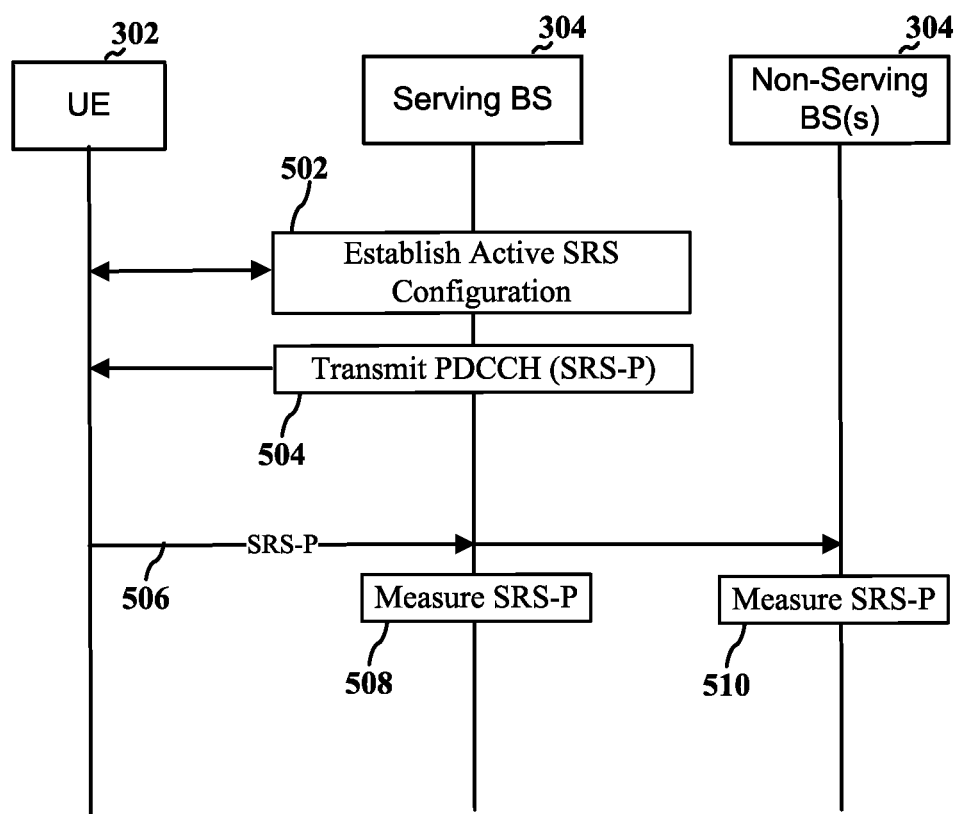 302
304
304
UE
Serving BS
Non-Serving
BS(s)
502
Establish Active SRS
Configuration
Transmit PDCCH (SRS-P)
504
SRS-P
506
Measure SRS-P
Measure SRS-P
508
510